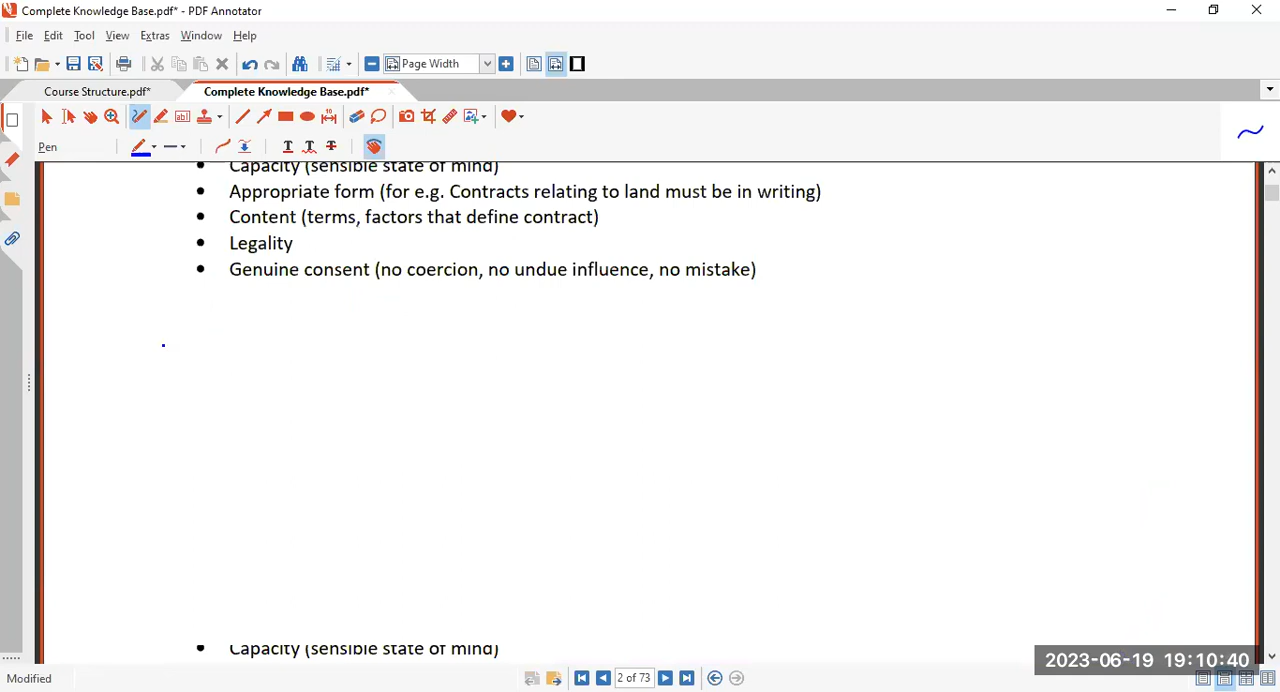 Complete Knowledge Base.pdf* - PDF Annotator
File Edit Tool View Extras Window Help
Page Width
Course Structure.pdf* Complete Knowledge Base.pdf*
Pen
Capacity (sensible state of mind)
• Appropriate form (for e.g. Contracts relating to land must be in writing)
• Content (terms, factors that define contract)
• Legality
• Genuine consent (no coercion, no undue influence, no mistake)
• Capacity (sensible state of mind)
2023-06-19 19:10:40
Modified 2 of 73